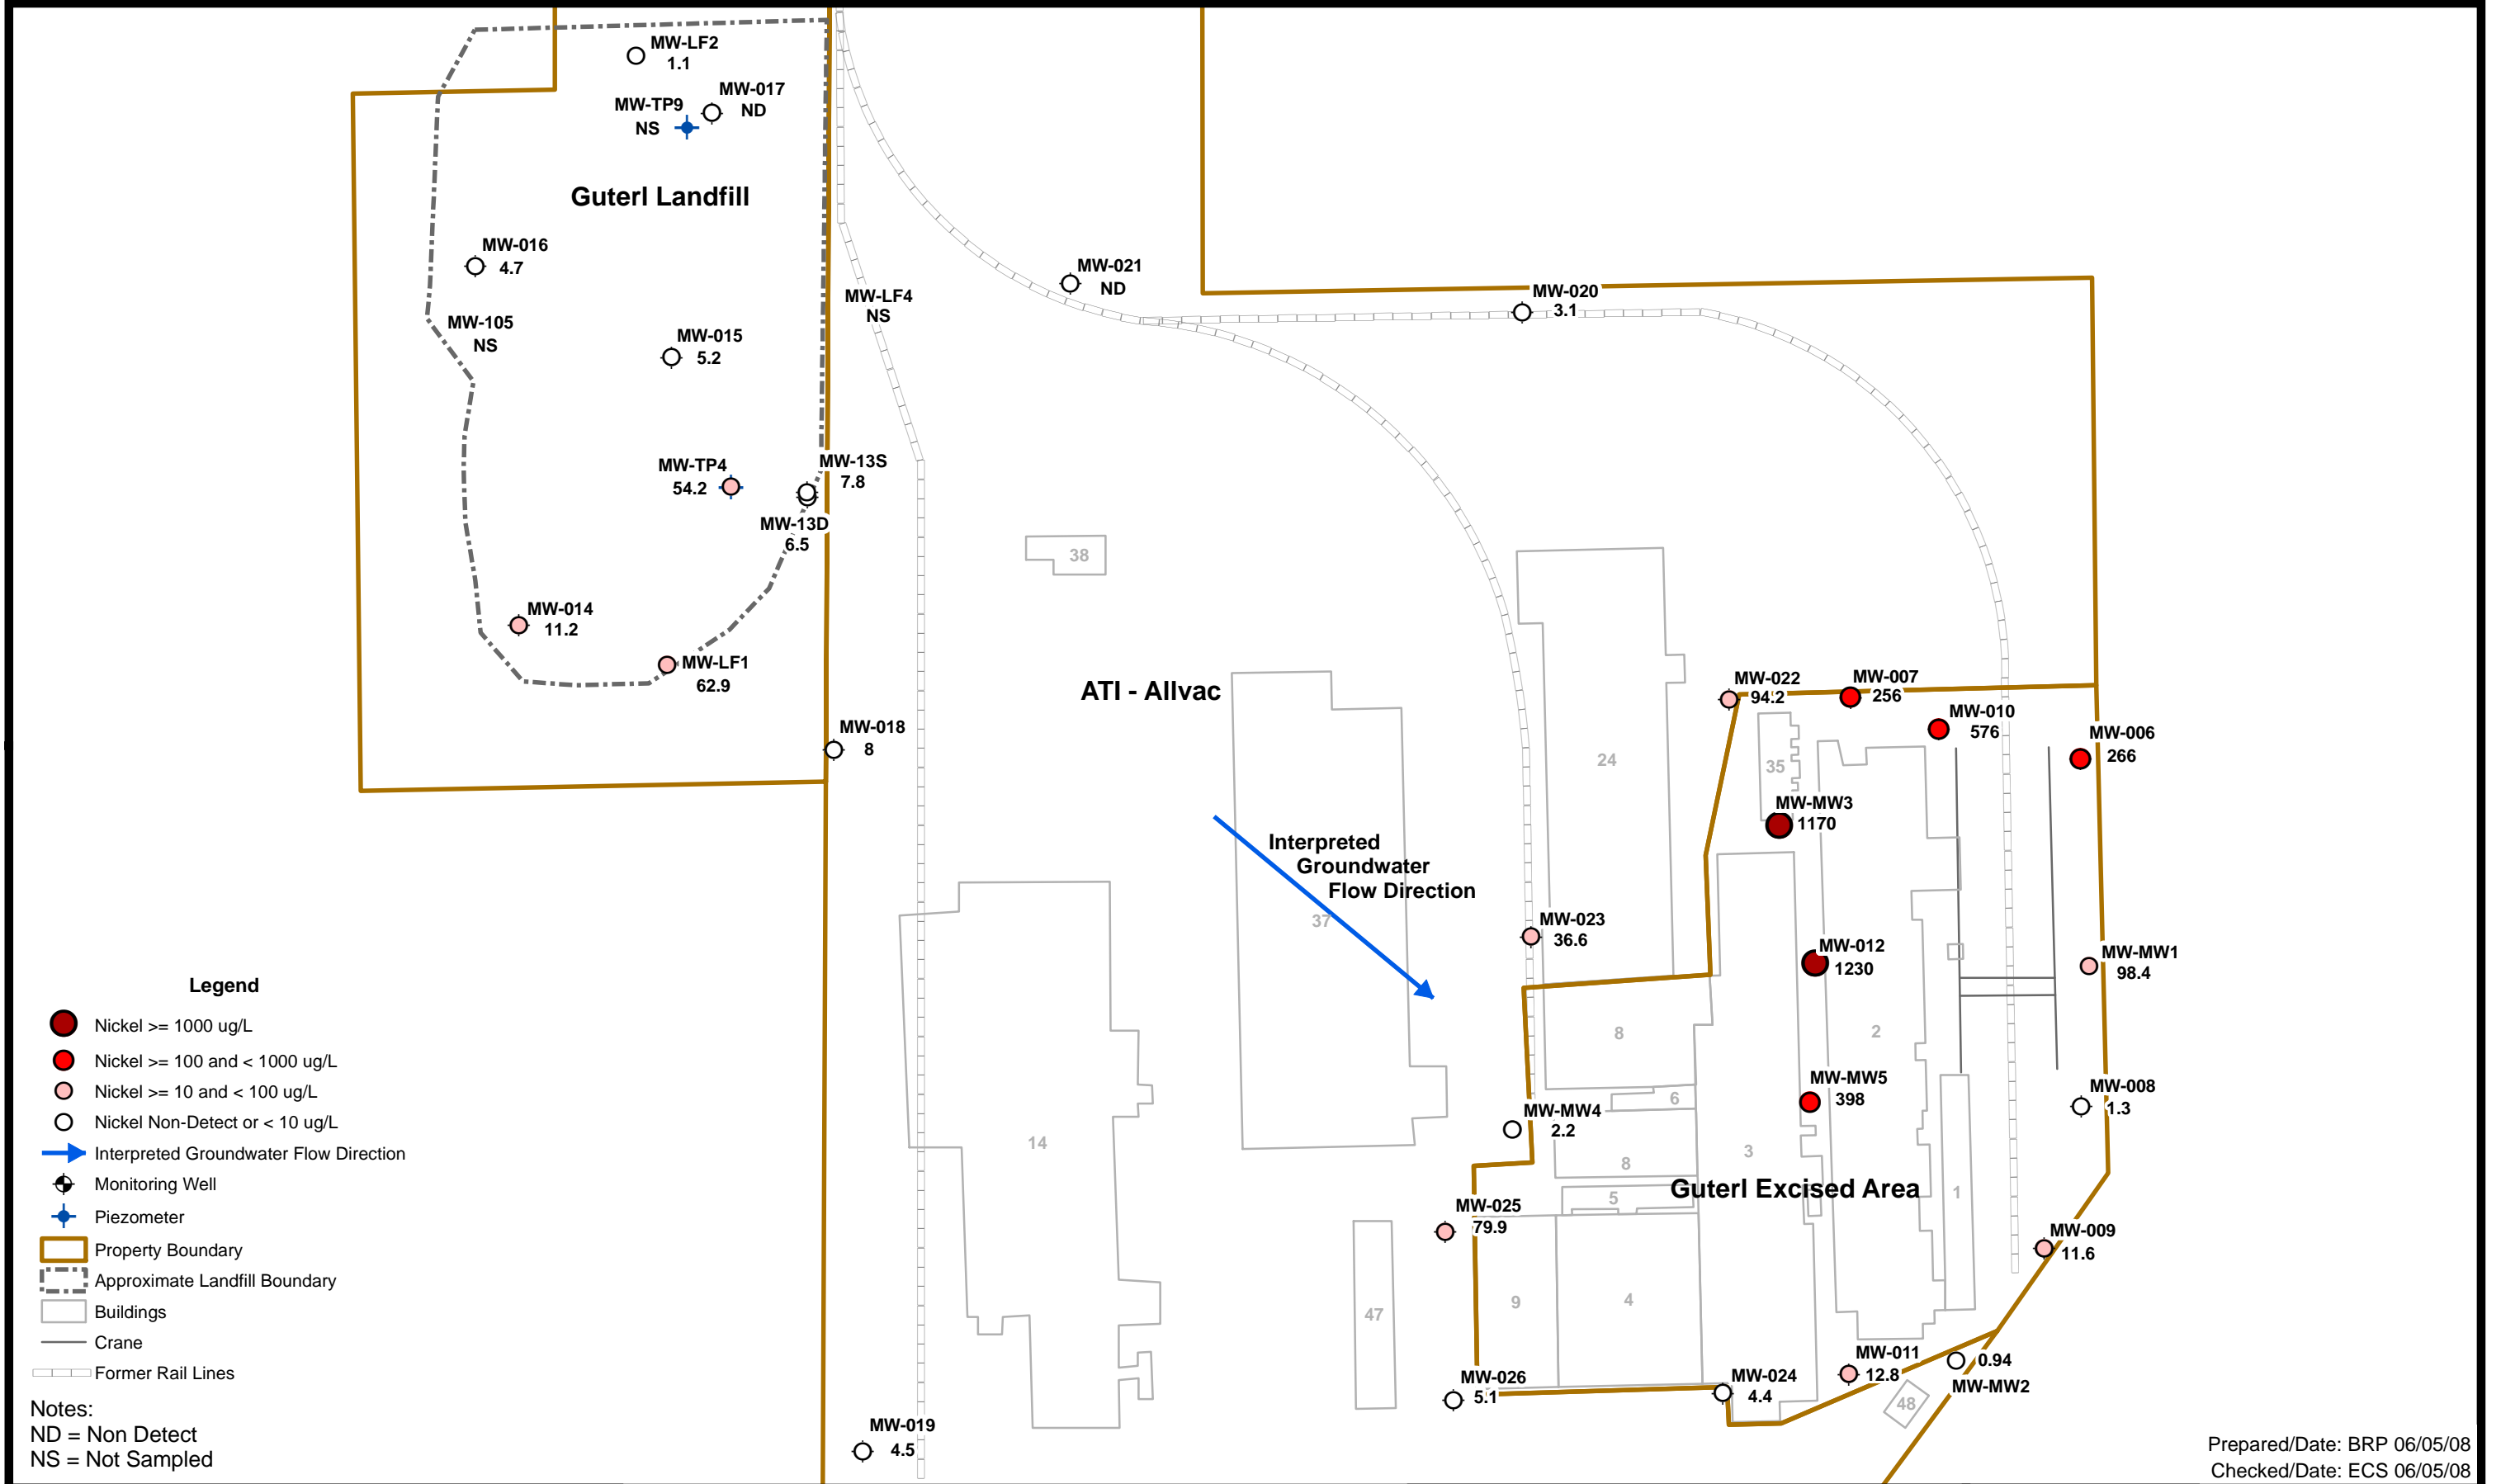 MW-LF2
1.1
MW-017
ND
MW-TP9
NS
Guterl Landfill
MW-016
4.7
MW-105
NS
MW-015
5.2
MW-LF4
NS
MW-021
ND
MW-020
3.1
MW-TP4
54.2
MW-13S
7.8
MW-13D
6.5
MW-014
11.2
MW-LF1
62.9
MW-018
8
38
ATI - Allvac
24
MW-022
94.2
MW-007
256
MW-010
576
MW-006
266
35
MW-MW3
1170
Interpreted
Groundwater
Flow Direction
37
MW-023
36.6
MW-012
1230
MW-MW1
98.4
8
2
MW-MW5
398
MW-008
1.3
6
MW-MW4
2.2
14
3
8
5
Guterl Excised Area
1
MW-025
79.9
MW-009
11.6
9
4
47
MW-011
12.8
0.94
MW-MW2
48
MW-026
5.1
MW-024
4.4
MW-019
4.5
Legend
Nickel >= 1000 ug/L
Nickel >= 100 and < 1000 ug/L
Nickel >= 10 and < 100 ug/L
Nickel Non-Detect or < 10 ug/L
Interpreted Groundwater Flow Direction
Monitoring Well
Piezometer
Property Boundary
Approximate Landfill Boundary
Buildings
Crane
Former Rail Lines
Notes:
ND = Non Detect
NS = Not Sampled
Prepared/Date: BRP 06/05/08
Checked/Date: ECS 06/05/08